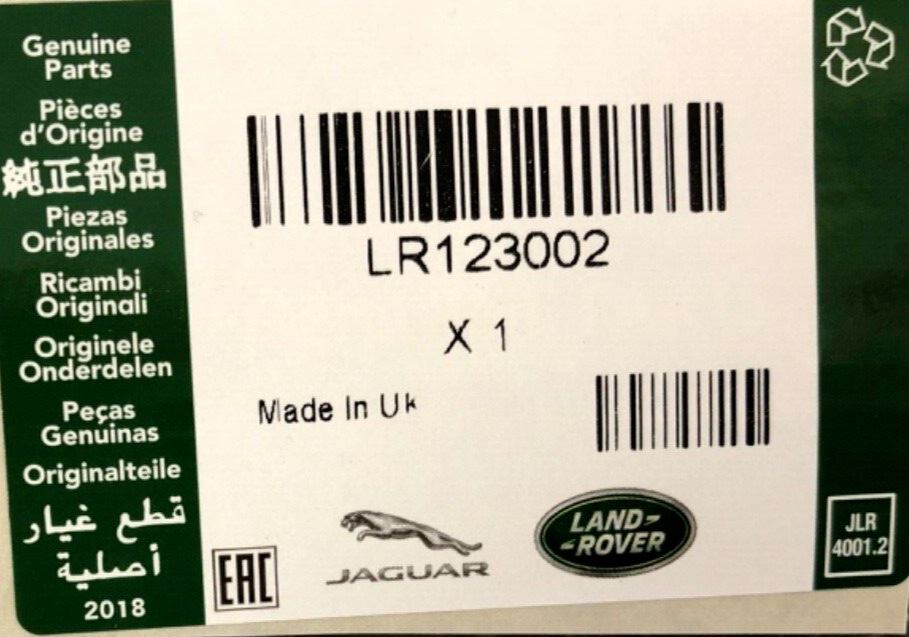 Genuine
Parts
Pièces
d'Origine
純正部品
Piezas
Originales
Ricambi
Originali
Originele
Onderdelen
Peças
Genuinas
Originalteile
قطع غيار
أصلية
2018
LR123002
X 1
Made In Uk
EAC
JAGUAR
LAND-
-ROVER
JLR
4001.2